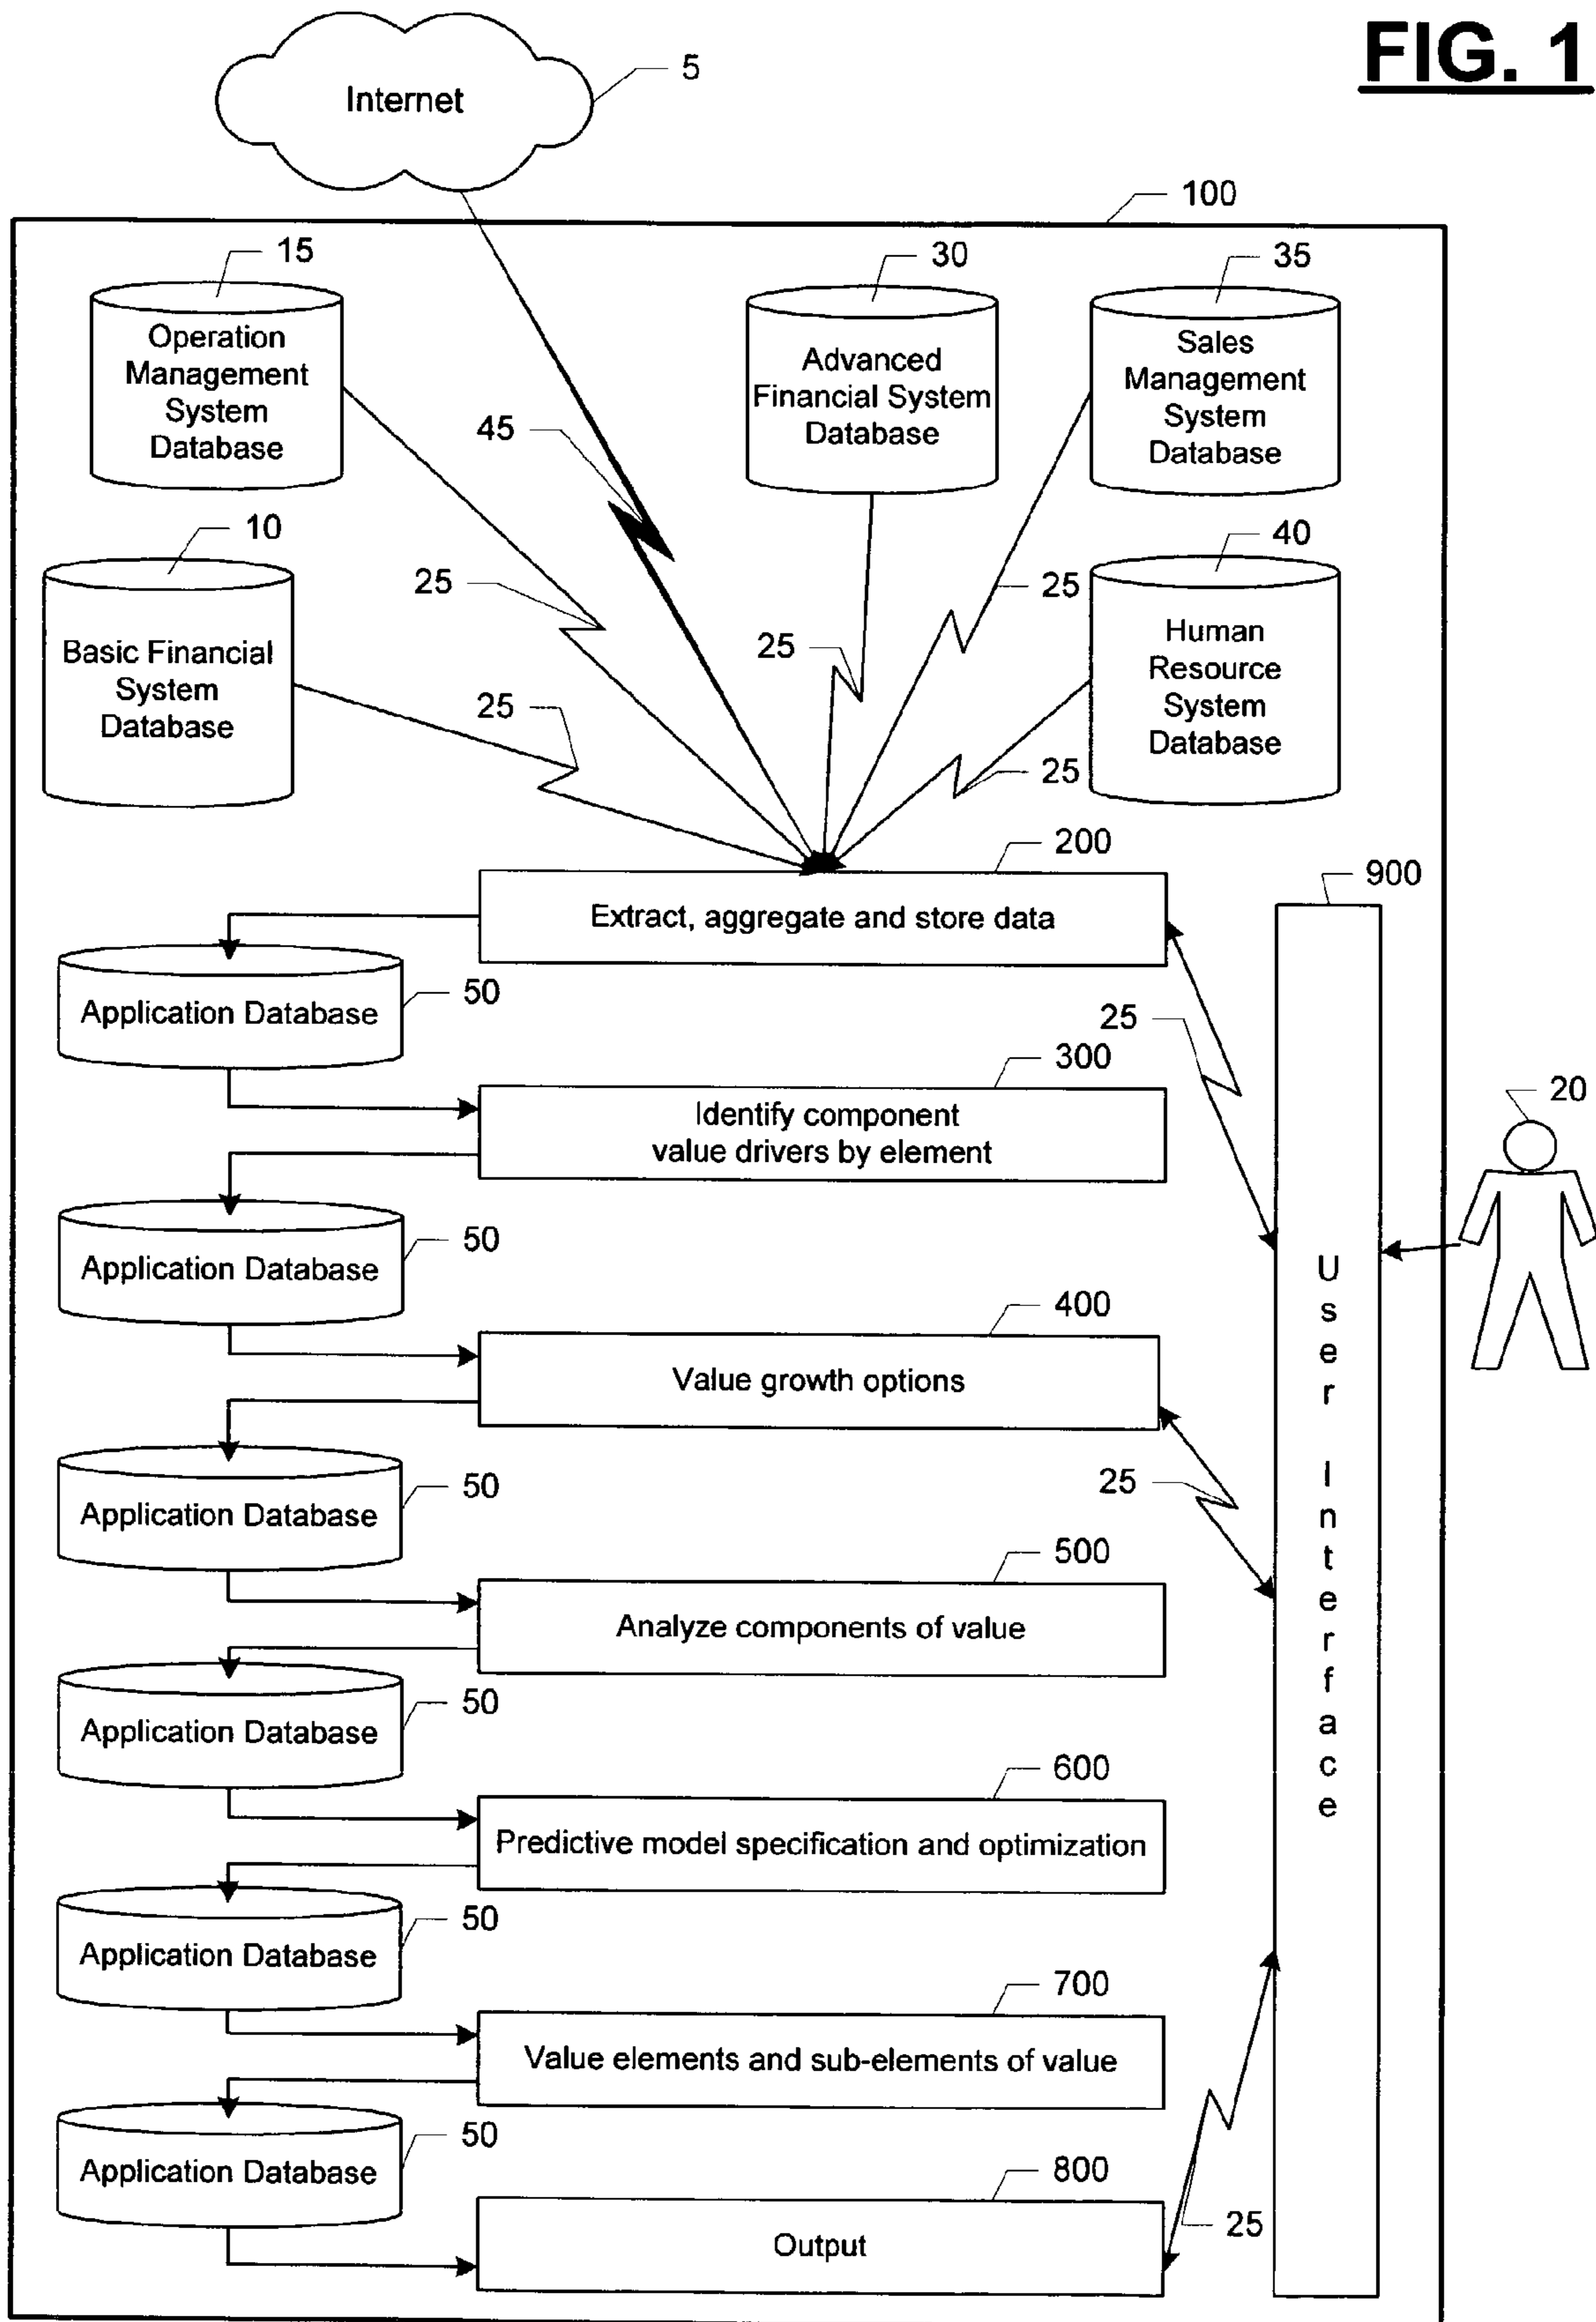 FIG. 1
Internet
5
100
15
30
35
Operation
Management
System
Database
Advanced
Financial System
Database
Sales
Management
System
Database
45
10
40
25
25
Basic Financial
System
Database
25
Human
Resource
System
Database
25
25
200
900
Extract, aggregate and store data
50
Application Database
25
300
20
Identify component
value drivers by element
50
Application Database
User Interface
400
Value growth options
50
Application Database
25
500
Analyze components of value
50
Application Database
600
Predictive model specification and optimization
50
Application Database
700
Value elements and sub-elements of value
50
Application Database
800
25
Output